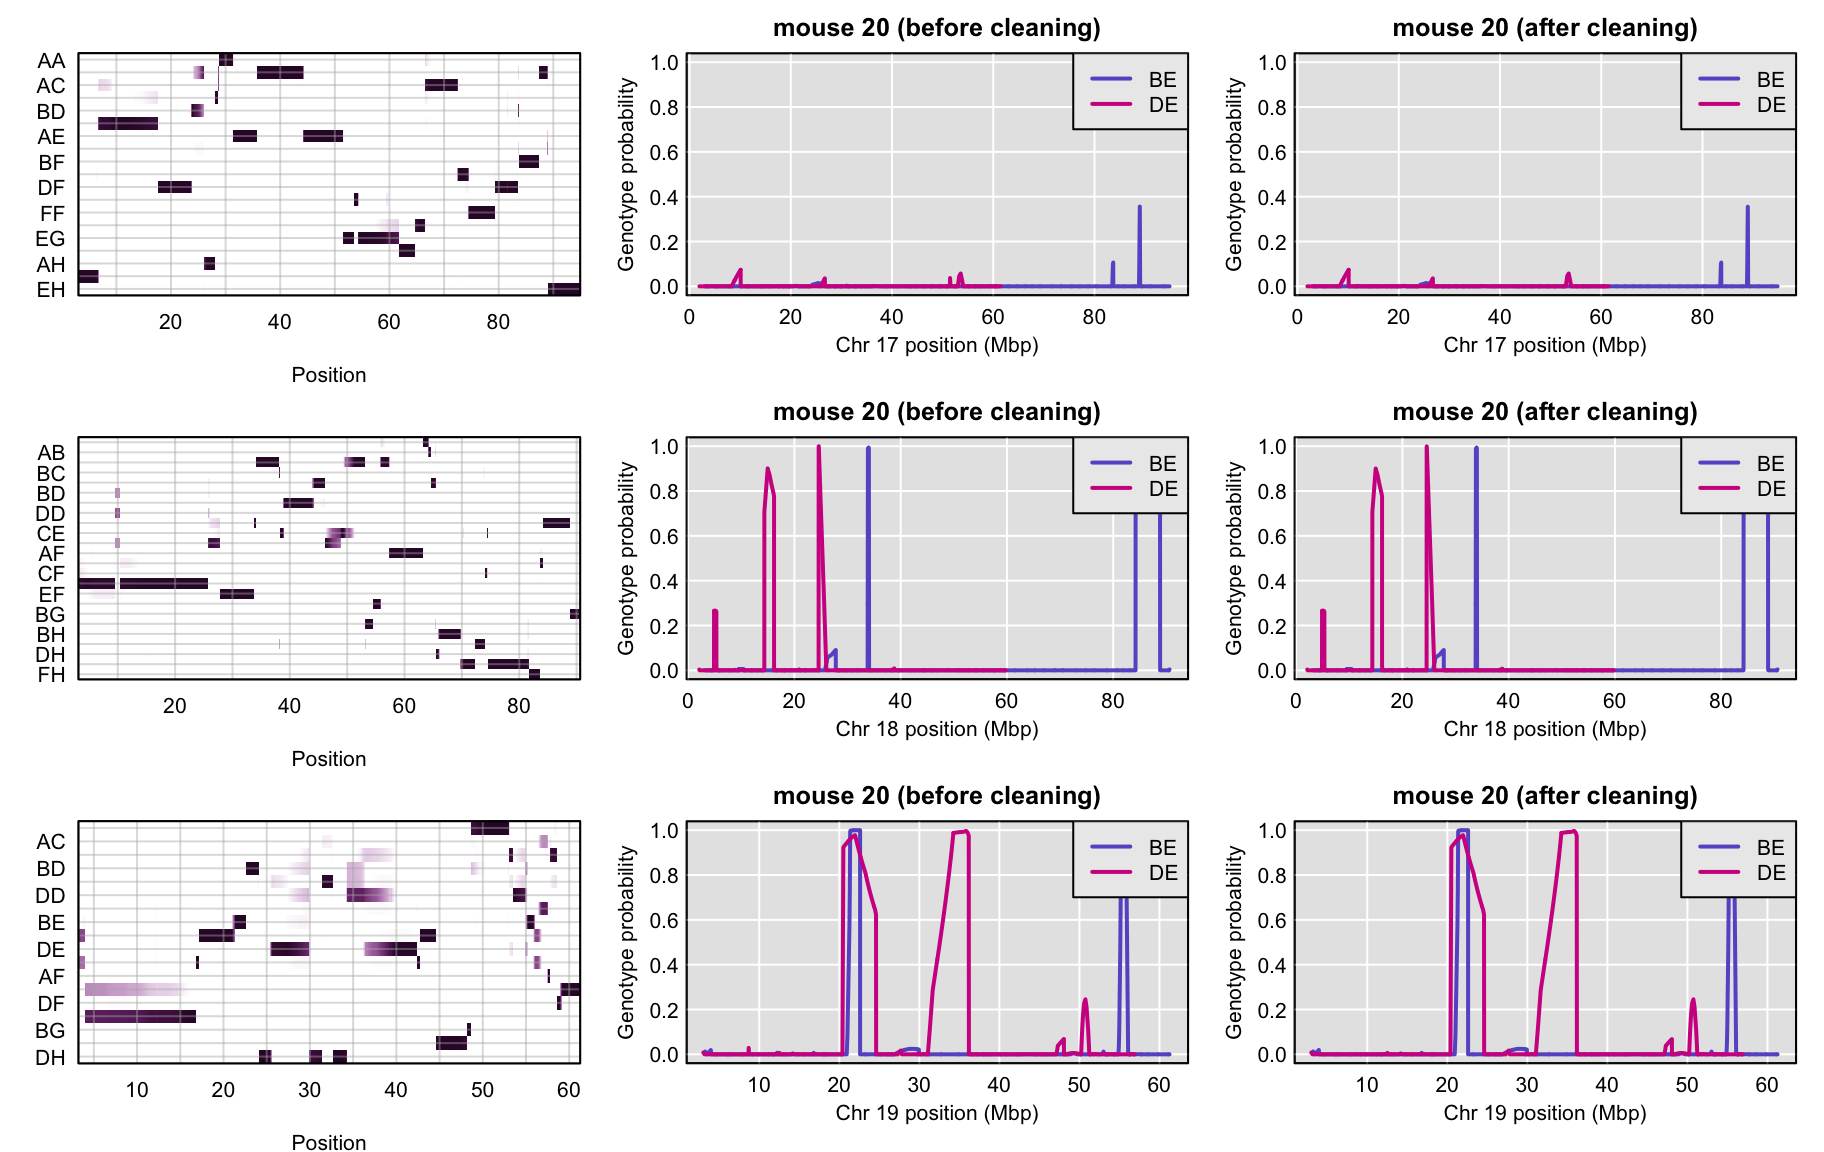 mouse 20 (before cleaning)
mouse 20 (after cleaning)
AA
AC
BD
AE
BF
DF
FF
EG
AH
EH
20 40 60 80
Position
Genotype probability
1.0
0.8
0.6
0.4
0.2
0.0
BE
DE
0 20 40 60 80
Chr 17 position (Mbp)
Genotype probability
1.0
0.8
0.6
0.4
0.2
0.0
BE
DE
0 20 40 60 80
Chr 17 position (Mbp)
mouse 20 (before cleaning)
mouse 20 (after cleaning)
AB
BC
BD
DD
CE
AF
CF
EF
BG
BH
DH
FH
20 40 60 80
Position
Genotype probability
1.0
0.8
0.6
0.4
0.2
0.0
BE
DE
0 20 40 60 80
Chr 18 position (Mbp)
Genotype probability
1.0
0.8
0.6
0.4
0.2
0.0
BE
DE
0 20 40 60 80
Chr 18 position (Mbp)
mouse 20 (before cleaning)
mouse 20 (after cleaning)
AC
BD
DD
BE
DE
AF
DF
BG
DH
10 20 30 40 50 60
Position
Genotype probability
1.0
0.8
0.6
0.4
0.2
0.0
BE
DE
10 20 30 40 50 60
Chr 19 position (Mbp)
Genotype probability
1.0
0.8
0.6
0.4
0.2
0.0
BE
DE
10 20 30 40 50 60
Chr 19 position (Mbp)